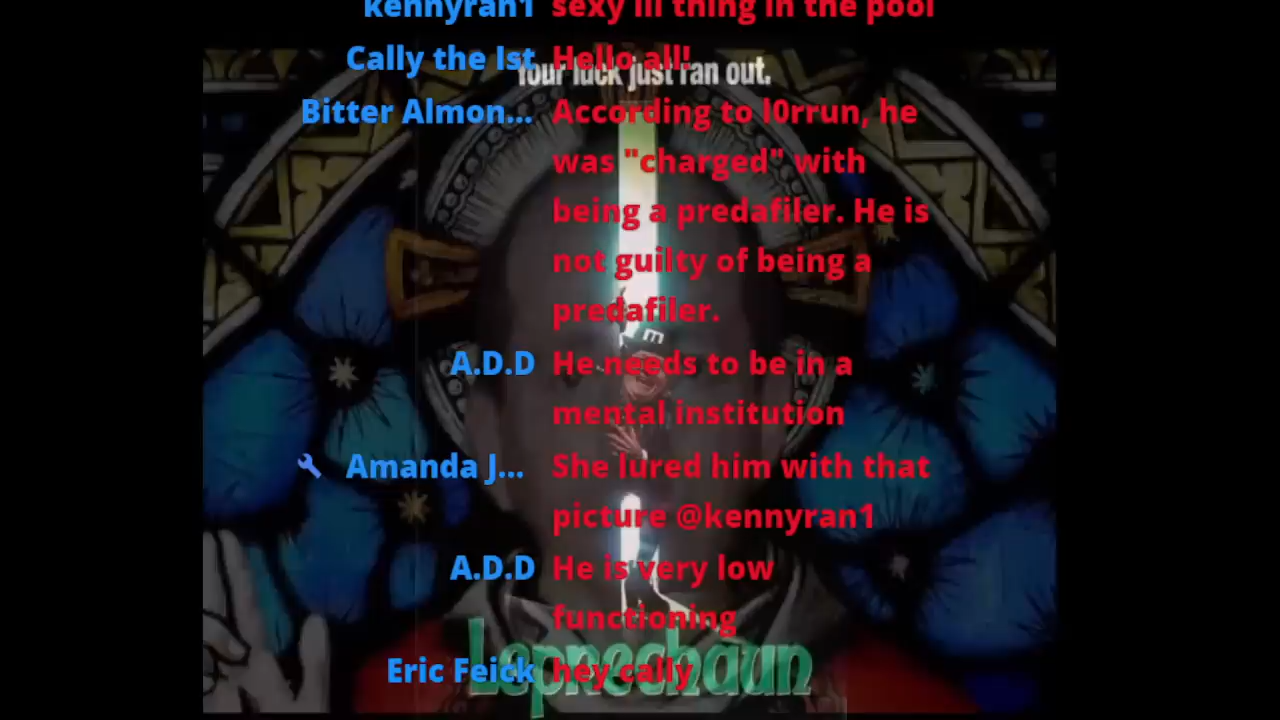 kennyran1 sexy lil thing in the pool
Cally the Ist Hello all!
Your luck just ran out.
Bitter Almon... According to l0rrun, he
was "charged" with
being a predafiler. He is
not guilty of being a
predafiler.
m
A.D.D He needs to be in a
mental institution
Amanda J... She lured him with that
picture @kennyran1
A.D.D He is very low
functioning
Eric Feick hey cally
Leprechaun